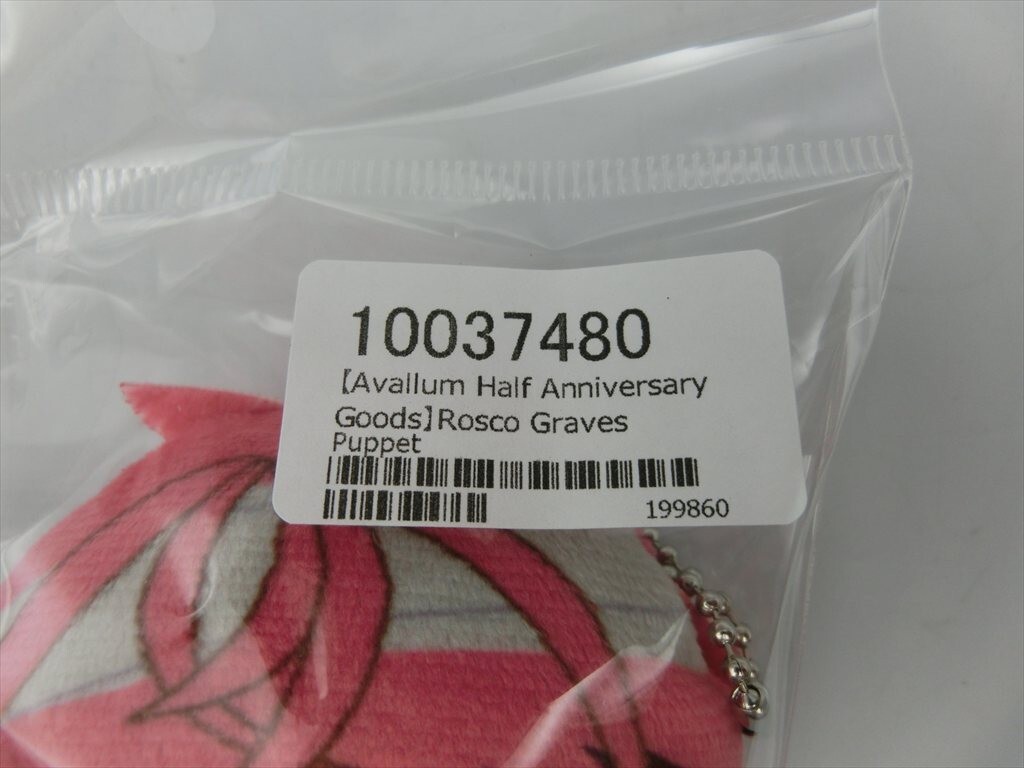 10037480
【Avallum Half Anniversary
Goods】Rosco Graves
Puppet
199860